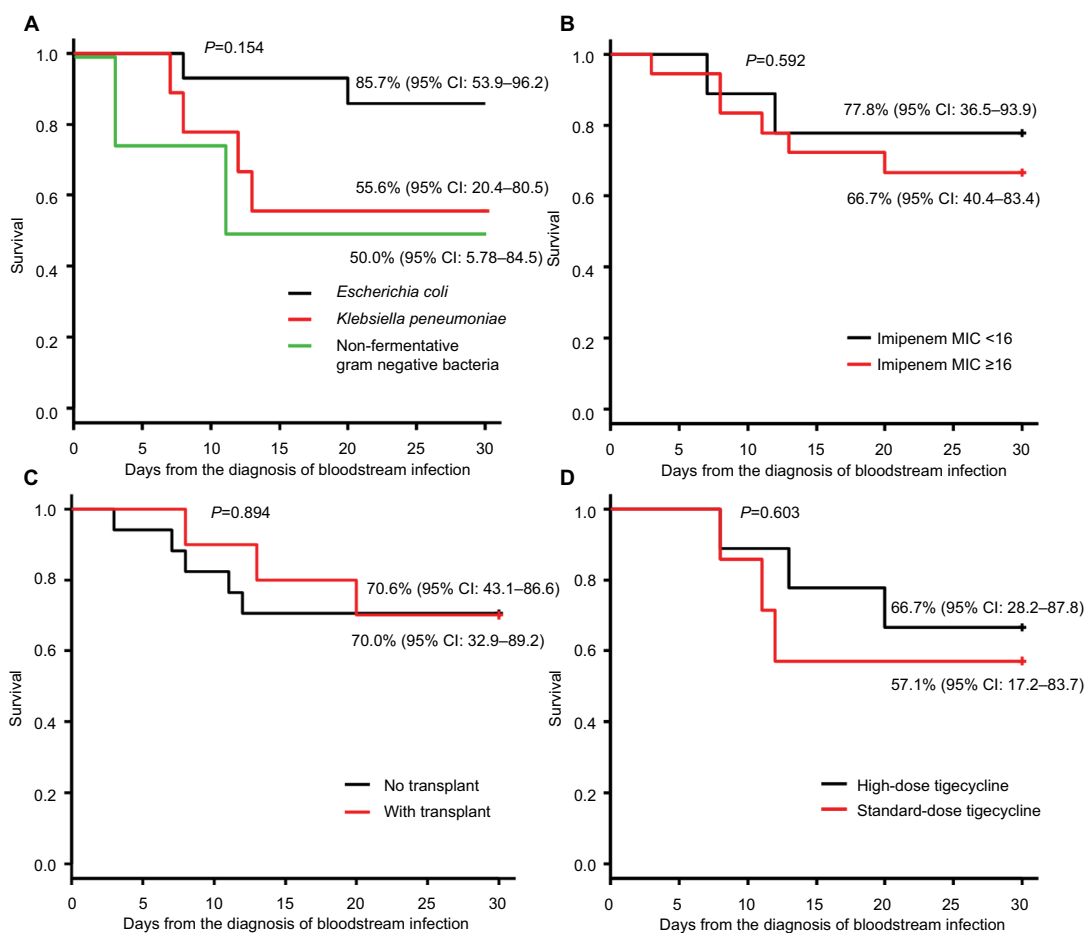 A
P=0.154
1.0
0.8
0.6
0.4
0.2
0.0
Survival
85.7% (95% CI: 53.9–96.2)
55.6% (95% CI: 20.4–80.5)
50.0% (95% CI: 5.78–84.5)
Escherichia coli
Klebsiella peneumoniae
Non-fermentative
gram negative bacteria
0 5 10 15 20 25 30
Days from the diagnosis of bloodstream infection
B
P=0.592
1.0
0.8
0.6
0.4
0.2
0.0
Survival
77.8% (95% CI: 36.5–93.9)
66.7% (95% CI: 40.4–83.4)
Imipenem MIC <16
Imipenem MIC ≥16
0 5 10 15 20 25 30
Days from the diagnosis of bloodstream infection
C
P=0.894
1.0
0.8
0.6
0.4
0.2
0.0
Survival
70.6% (95% CI: 43.1–86.6)
70.0% (95% CI: 32.9–89.2)
No transplant
With transplant
0 5 10 15 20 25 30
Days from the diagnosis of bloodstream infection
D
P=0.603
1.0
0.8
0.6
0.4
0.2
0.0
Survival
66.7% (95% CI: 28.2–87.8)
57.1% (95% CI: 17.2–83.7)
High-dose tigecycline
Standard-dose tigecycline
0 5 10 15 20 25 30
Days from the diagnosis of bloodstream infection